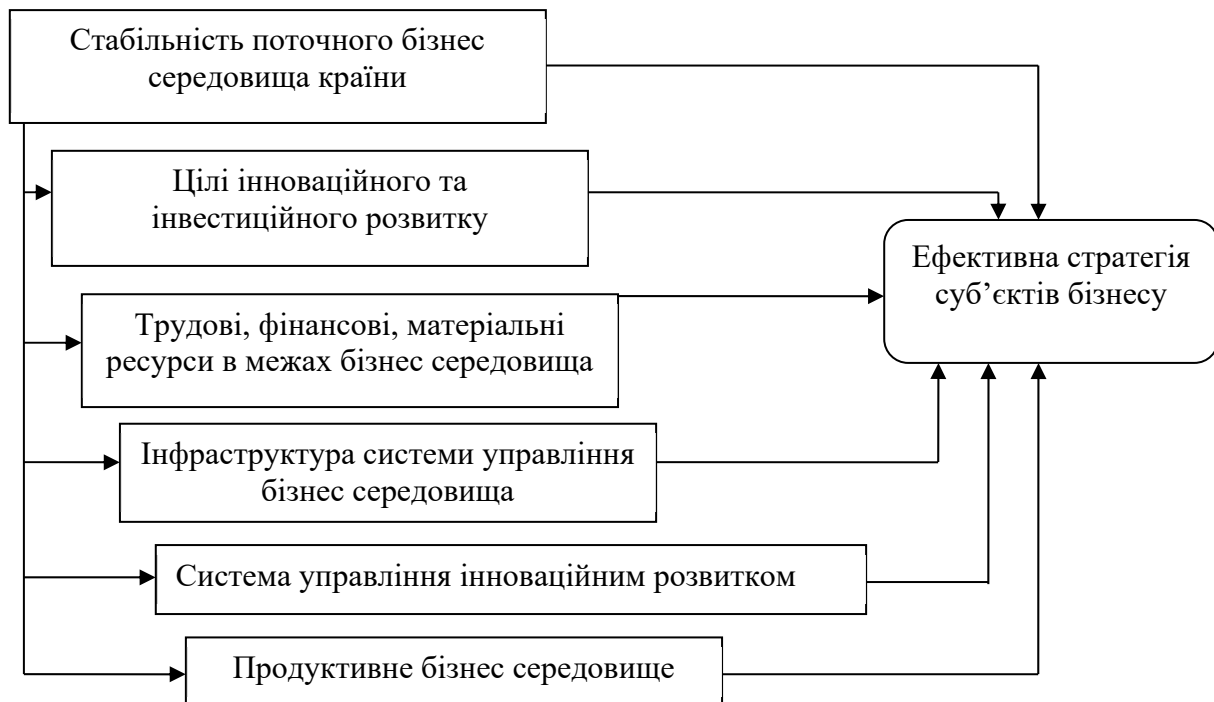 Стабільність поточного бізнес
середовища країни
Цілі інноваційного та
інвестиційного розвитку
Ефективна стратегія
суб’єктів бізнесу
Трудові, фінансові, матеріальні
ресурси в межах бізнес середовища
Інфраструктура системи управління
бізнес середовища
Система управління інноваційним розвитком
Продуктивне бізнес середовище